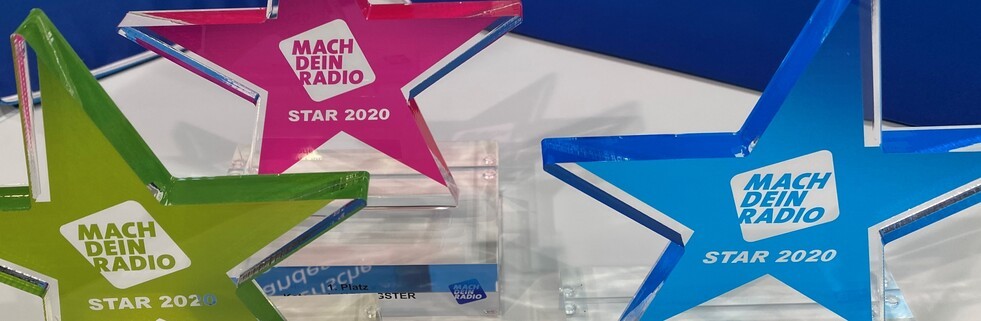 MACH
DEIN
RADIO
STAR 2020
MACH
DEIN
RADIO
STAR 2020
MACH
DEIN
RADIO
STAR 2020
1. Platz
GSTER
MACH
DEIN
RADIO